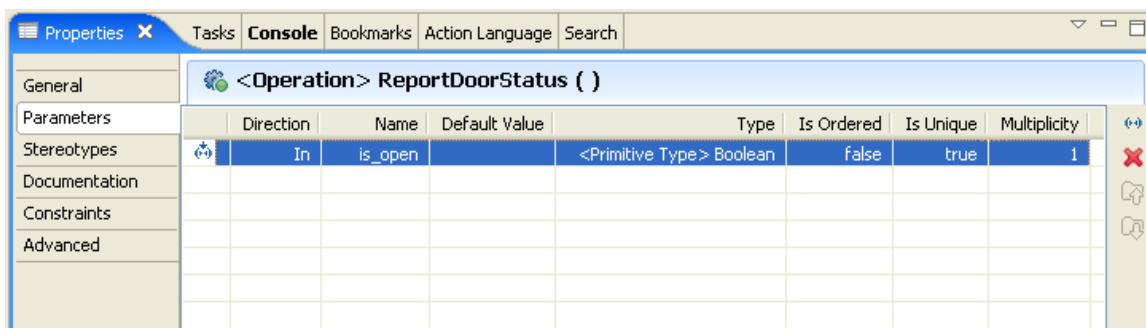 Properties Tasks Console Bookmarks Action Language Search
<Operation> ReportDoorStatus ( )
General
Parameters
Stereotypes
Documentation
Constraints
Advanced
Direction Name Default Value Type Is Ordered Is Unique Multiplicity
In is_open <Primitive Type> Boolean false true 1